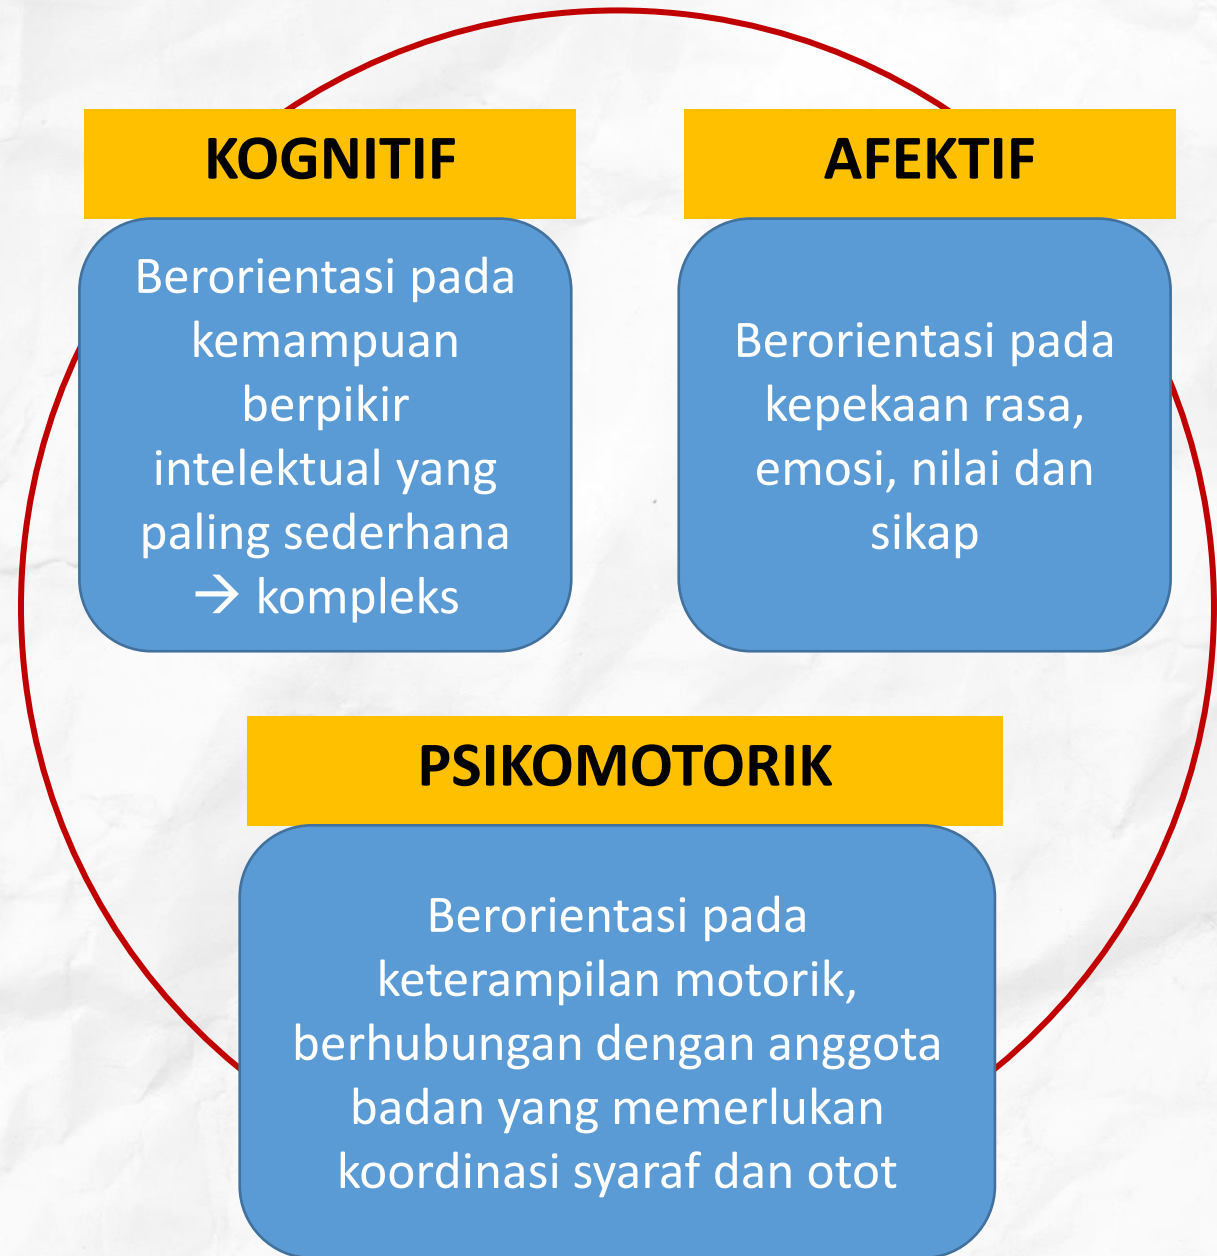 KOGNITIF
Berorientasi pada
kemampuan
berpikir
intelektual yang
paling sederhana
→ kompleks
AFEKTIF
Berorientasi pada
kepekaan rasa,
emosi, nilai dan
sikap
PSIKOMOTORIK
Berorientasi pada
keterampilan motorik,
berhubungan dengan anggota
badan yang memerlukan
koordinasi syaraf dan otot